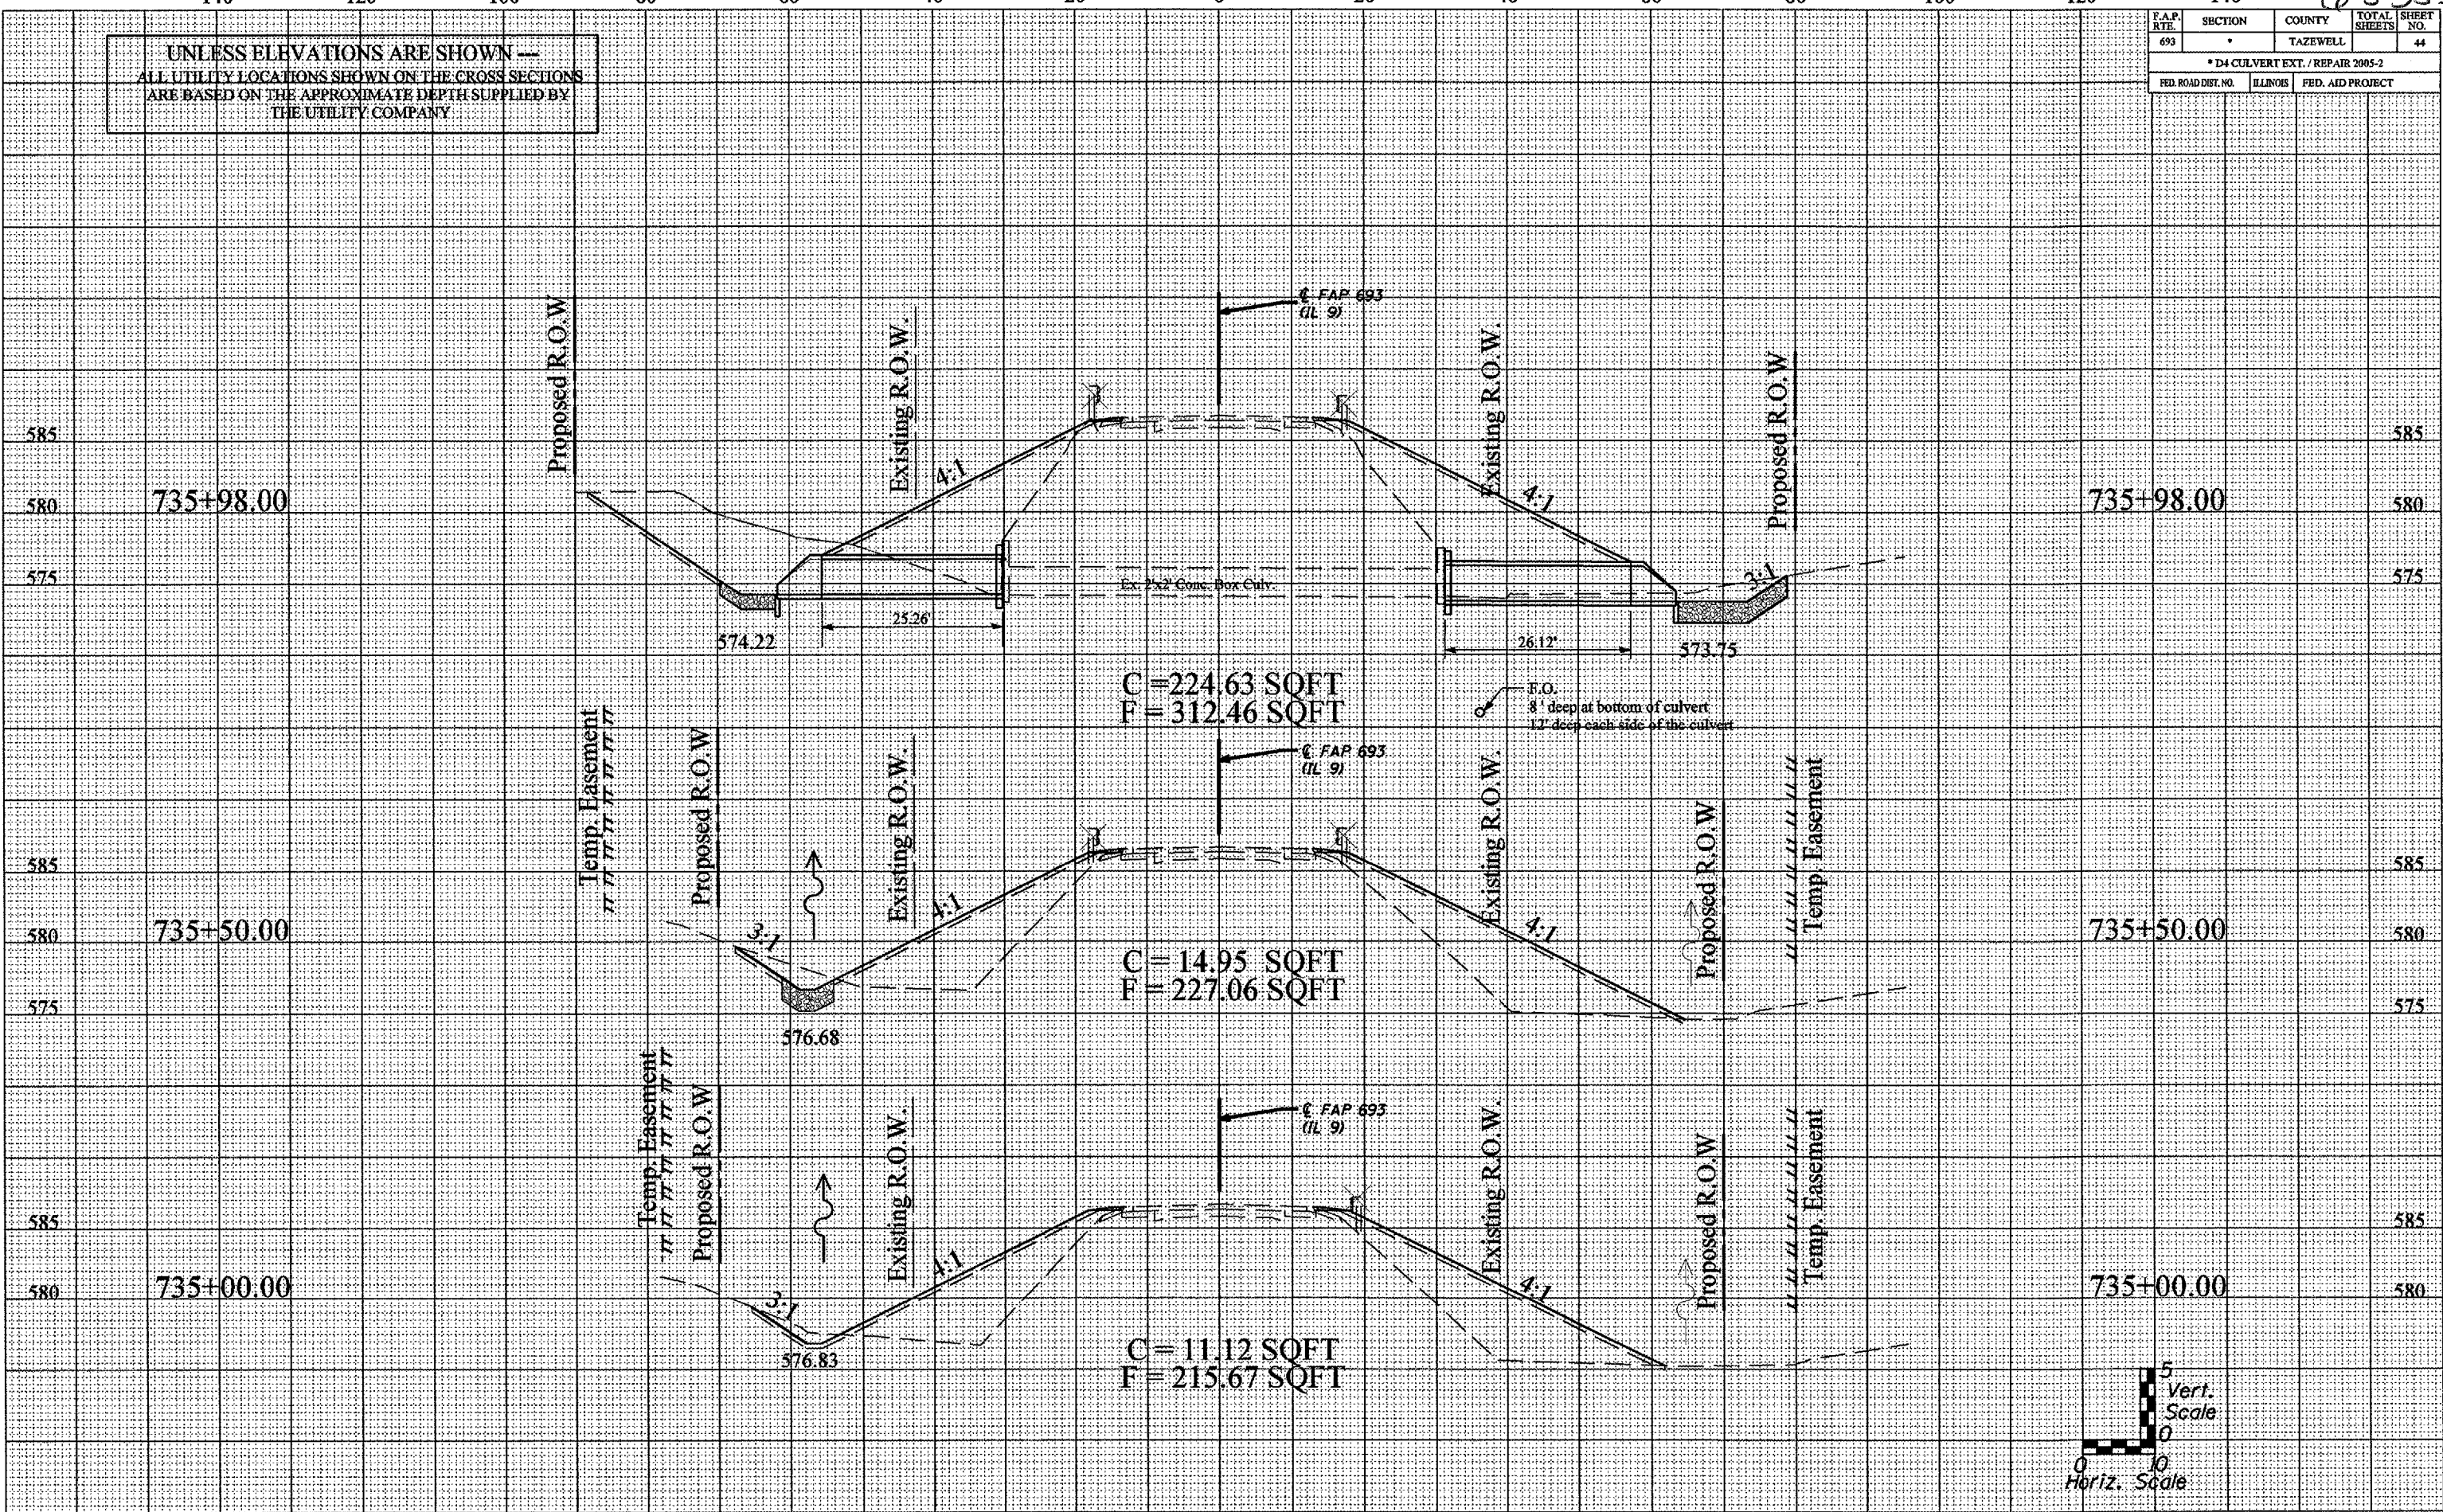 F.A.P. RTE. SECTION COUNTY TOTAL SHEETS SHEET NO.
693 * TAZEWELL 44
* D4 CULVERT EXT. / REPAIR 2005-2
FED. ROAD DIST. NO. ILLINOIS FED. AID PROJECT
UNLESS ELEVATIONS ARE SHOWN ---
ALL UTILITY LOCATIONS SHOWN ON THE CROSS SECTIONS
ARE BASED ON THE APPROXIMATE DEPTH SUPPLIED BY
THE UTILITY COMPANY
℄ FAP 693
(IL 9)
Proposed R.O.W
Existing R.O.W.
Existing R.O.W.
Proposed R.O.W
585
585
4:1
4:1
580
735+98.00
735+98.00
580
575
Ex. 2'x2' Conc. Box Culv.
3:1
575
25.26'
574.22
26.12'
573.75
C =224.63 SQFT
F = 312.46 SQFT
F.O.
8' deep at bottom of culvert
12' deep each side of the culvert
℄ FAP 693
(IL 9)
Temp. Easement
Proposed R.O.W
Existing R.O.W.
Existing R.O.W.
Proposed R.O.W
Temp. Easement
585
585
4:1
4:1
3:1
580
735+50.00
735+50.00
580
C = 14.95 SQFT
F = 227.06 SQFT
575
575
576.68
℄ FAP 693
(IL 9)
Temp. Easement
Proposed R.O.W
Existing R.O.W.
Existing R.O.W.
Proposed R.O.W
Temp. Easement
585
585
4:1
4:1
3:1
580
735+00.00
735+00.00
580
576.83
C = 11.12 SQFT
F = 215.67 SQFT
5
Vert.
Scale
0
0 10
Horiz. Scale